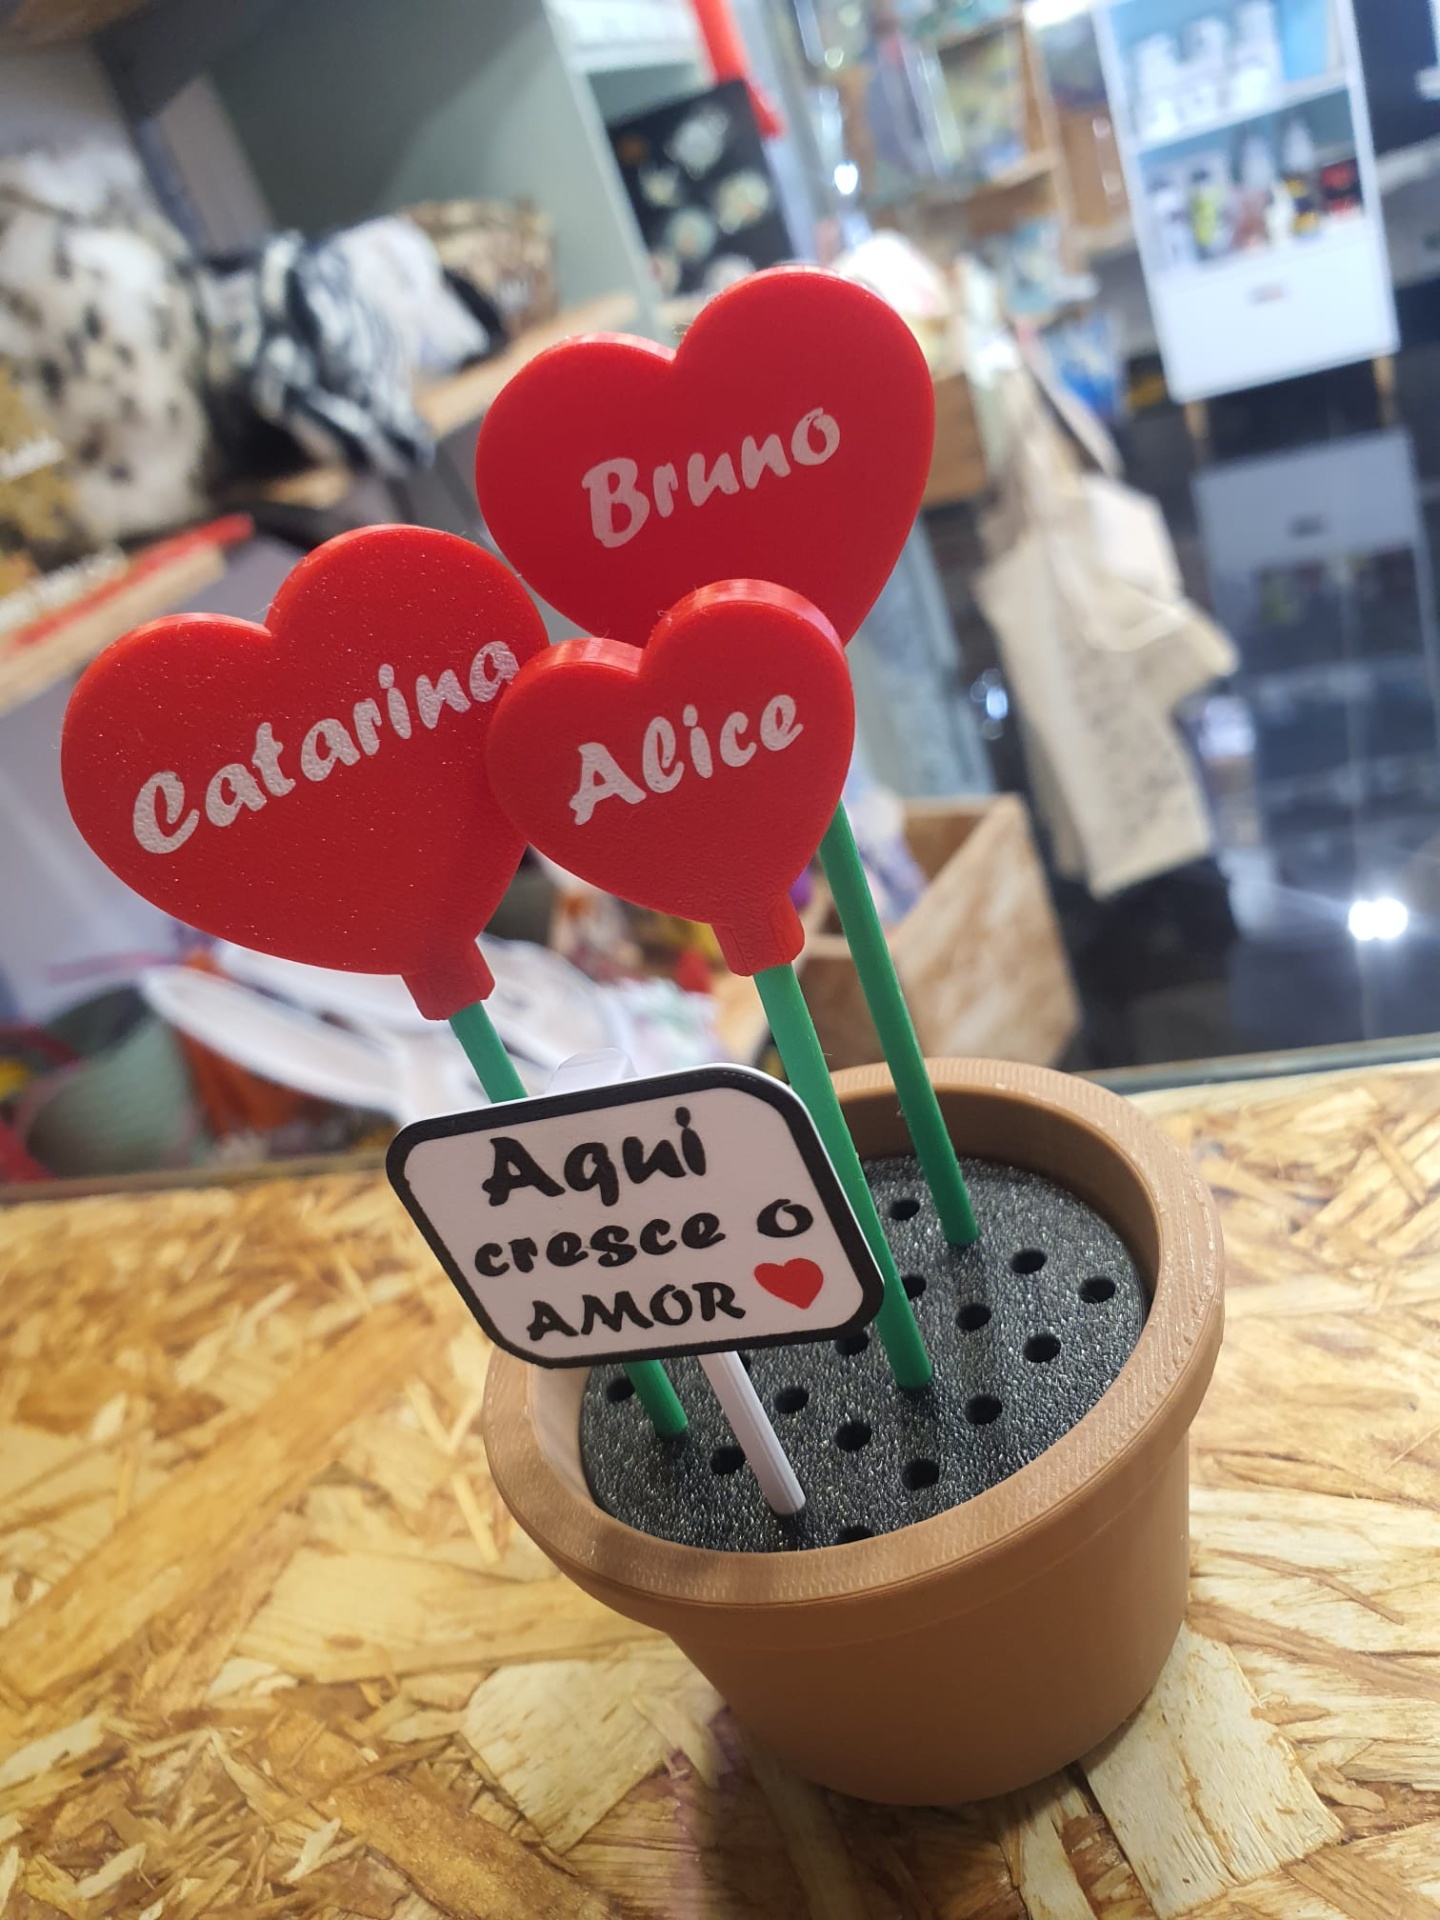 Bruno
Catarina
Alice
Aqui
cresce o
AMOR